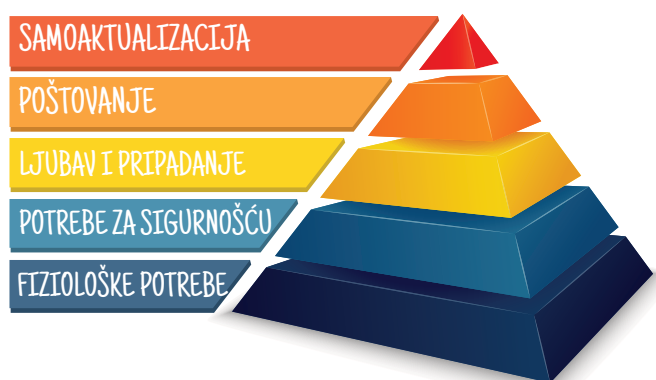 SAMOAKTUALIZACIJA
POŠTOVANJE
LJUBAV I PRIPADANJE
POTREBE ZA SIGURNOŠĆU
FIZIOLOŠKE POTREBE